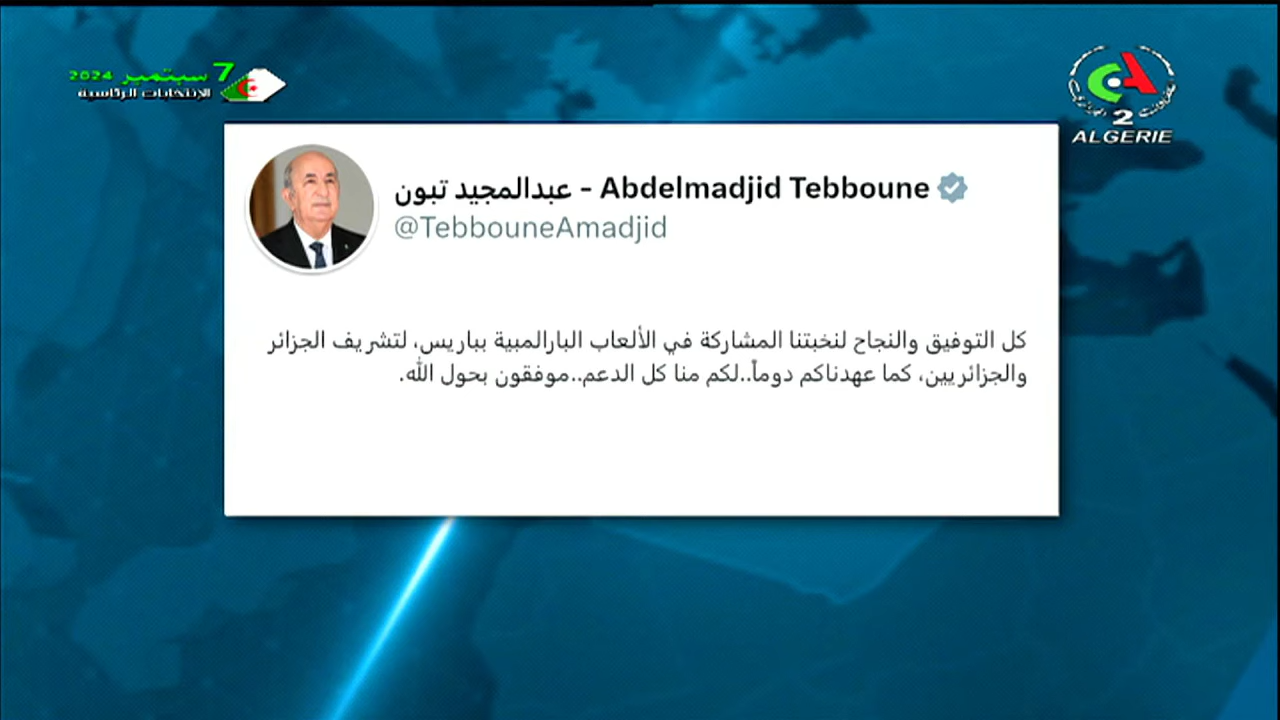 7 سبتمبر 2024
الإنتخابات الرئاسية
2
ALGERIE
عبدالمجيد تبون - Abdelmadjid Tebboune
@TebbouneAmadjid
كل التوفيق والنجاح لنخبتنا المشاركة في الألعاب البارالمبية بباريس، لتشريف الجزائر
والجزائريين، كما عهدناكم دوماً..لكم منا كل الدعم..موفقون بحول الله.